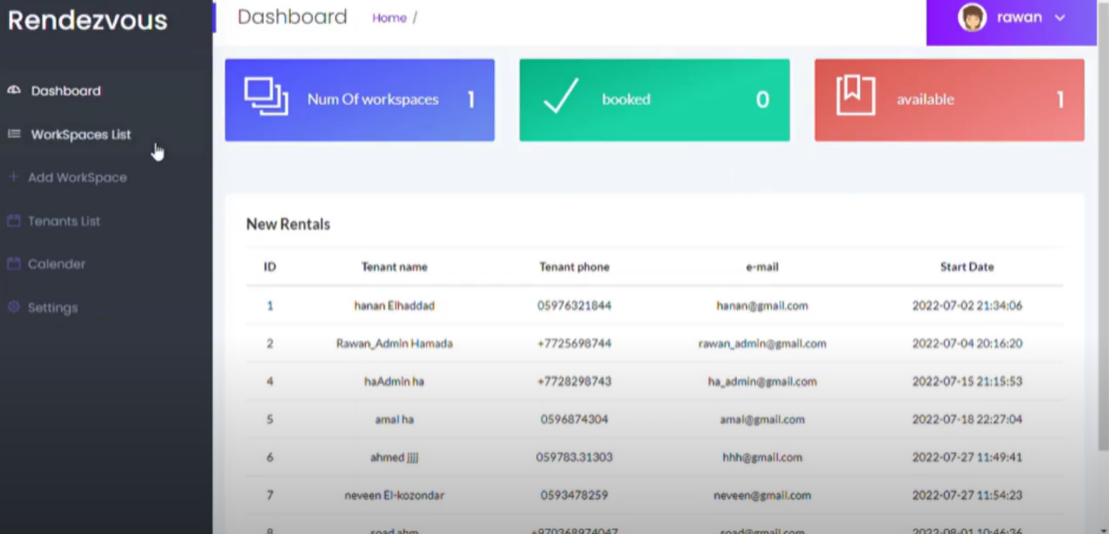 Rendezvous
Dashboard Home /
rawan
Dashboard
WorkSpaces List
Add WorkSpace
Tenants List
Calender
Settings
Num Of workspaces 1
booked 0
available 1
New Rentals
ID Tenant name Tenant phone e-mail Start Date
1 hanan Elhaddad 05976321844 hanan@gmail.com 2022-07-02 21:34:06
2 Rawan_Admin Hamada +7725698744 rawan_admin@gmail.com 2022-07-04 20:16:20
4 haAdmin ha +7728298743 ha_admin@gmail.com 2022-07-15 21:15:53
5 amal ha 0596874304 amal@gmail.com 2022-07-18 22:27:04
6 ahmed jjjj 059783.31303 hhh@gmail.com 2022-07-27 11:49:41
7 neveen El-kozondar 0593478259 neveen@gmail.com 2022-07-27 11:54:23